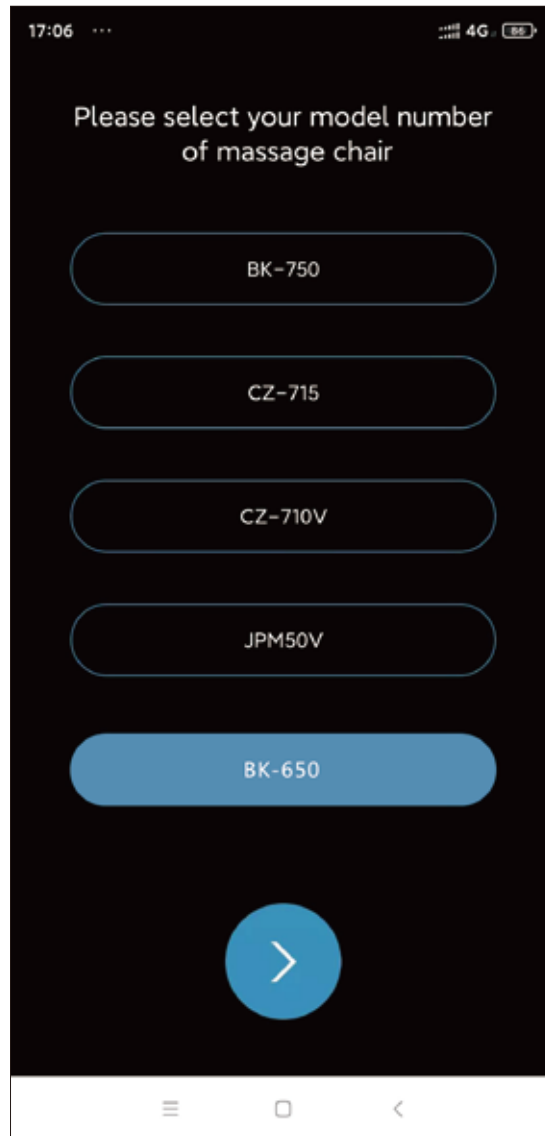 17:06 ... 4G 86
Please select your model number
of massage chair
BK-750
CZ-715
CZ-710V
JPM50V
BK-650